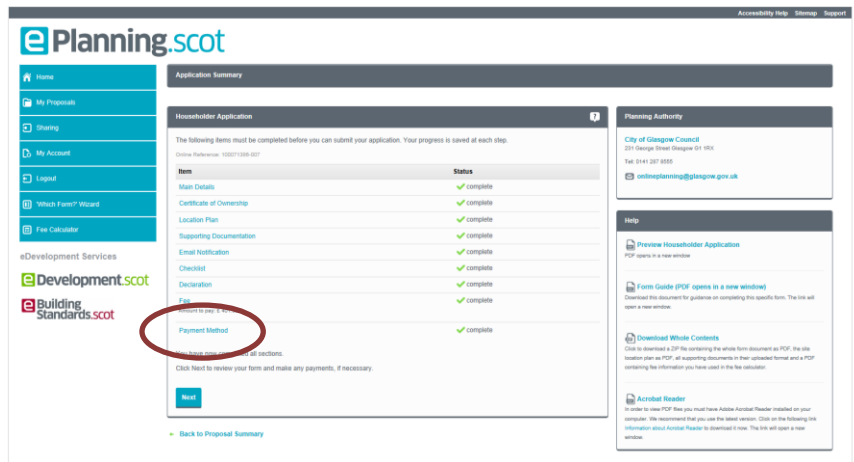 Accessibility Help Sitemap Support
ePlanning.scot
Home
My Proposals
Sharing
My Account
Logout
'Which Form?' Wizard
Fee Calculator
eDevelopment Services
eDevelopment.scot
eBuilding
Standards.scot
Application Summary
Householder Application ?
The following items must be completed before you can submit your application. Your progress is saved at each step.
Online Reference:
Item Status
Main Details complete
Certificate of Ownership complete
Location Plan complete
Supporting Documentation complete
Email Notification complete
Checklist complete
Declaration complete
Fee complete
Amount to pay: £
Payment Method complete
You have now all sections.
Click Next to review your form and make any payments, if necessary.
Next
Back to Proposal Summary
Planning Authority
City of Glasgow Council
231 George Street Glasgow G1 1RX
Tel: 0141 287 8555
onlineplanning@glasgow.gov.uk
Help
Preview Householder Application
PDF opens in a new window
Form Guide (PDF opens in a new window)
Download this document for guidance on completing this specific form. The link will
open a new window.
Download Whole Contents
Click to download a ZIP file containing the whole form document as PDF, the site
location plan as PDF, all supporting documents in their uploaded format and a PDF
containing fee information you have used in the fee calculator.
Acrobat Reader
In order to view PDF files you must have Adobe Acrobat Reader installed on your
computer. We recommend that you use the latest version. Click on the following link
Information about Acrobat Reader to download it now. The link will open a new
window.